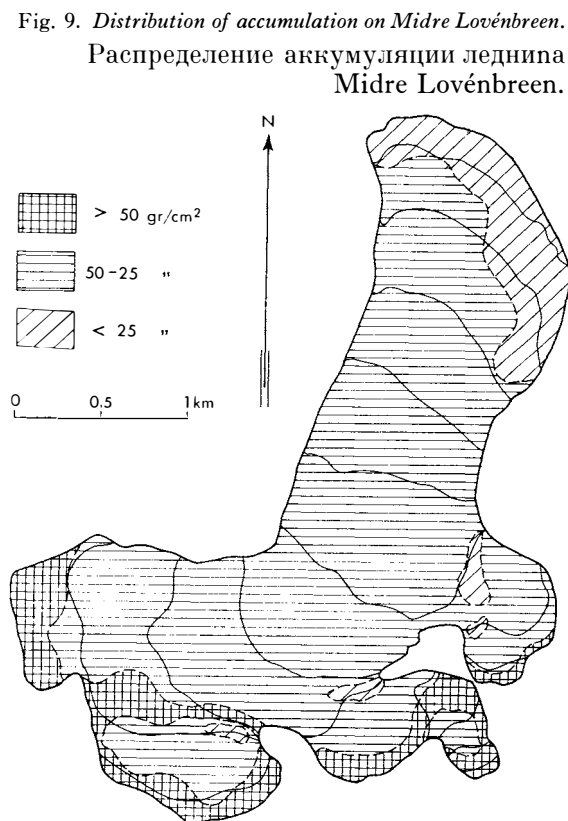 Fig. 9. Distribution of accumulation on Midre Lovénbreen.
Распределение аккумуляции леднипа
Midre Lovénbreen.
N
> 50 gr/cm²
50-25 "
< 25 "
0 0.5 1km